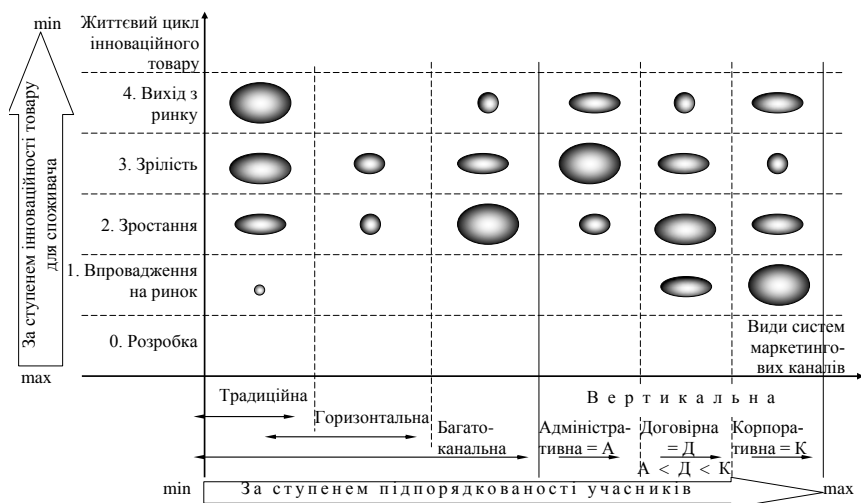 min
Життєвий цикл
інноваційного
товару
4. Вихід з
ринку
3. Зрілість
2. Зростання
1. Впровадження
на ринок
0. Розробка
За ступенем інноваційності товару
для споживача
max
Види систем
маркетинго-
вих каналів
Традиційна
Горизонтальна
Багато-
канальна
Вертикальна
Адміністра-
тивна = А
Договірна
= Д
Корпора-
тивна = К
А < Д < К
min
За ступенем підпорядкованості учасників
max